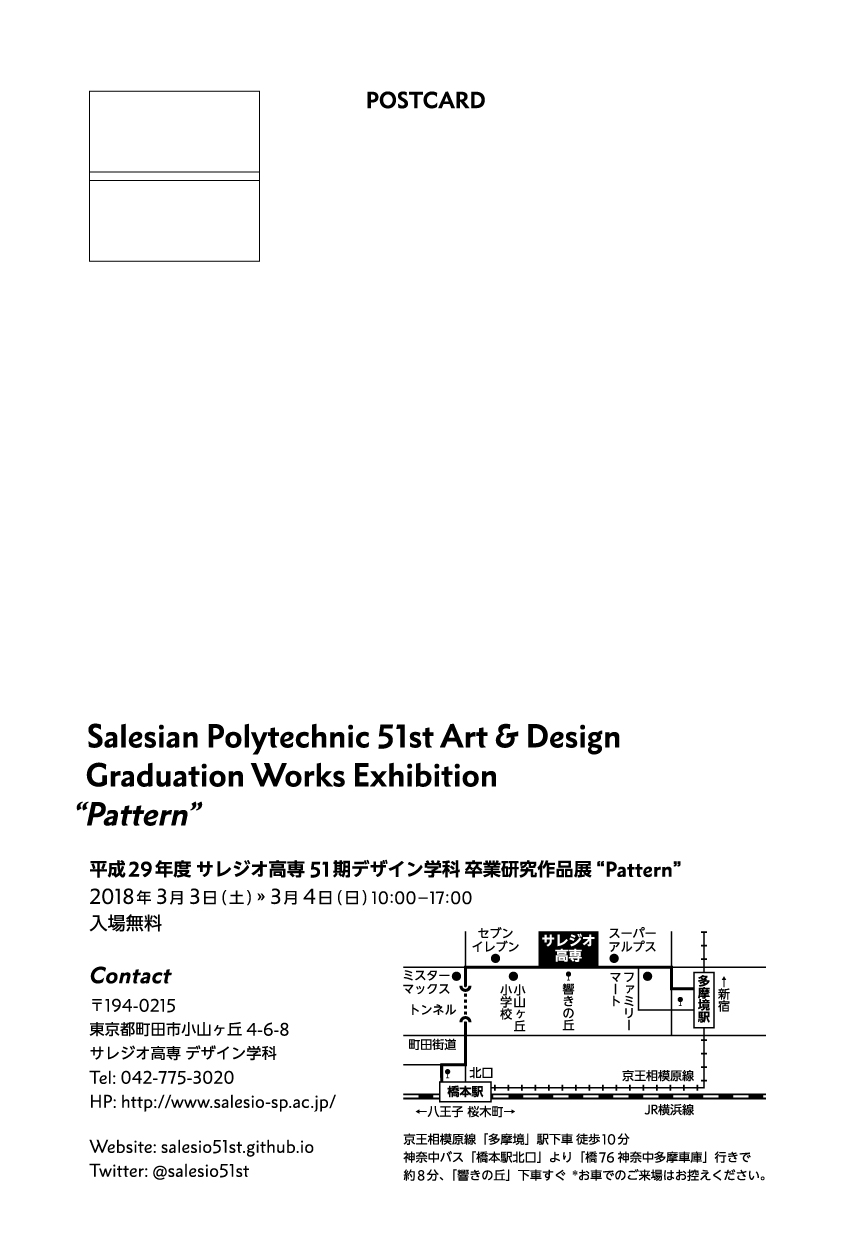 POSTCARD
Salesian Polytechnic 51st Art & Design
Graduation Works Exhibition
“Pattern”
平成29年度 サレジオ高専 51期デザイン学科 卒業研究作品展 “Pattern”
2018年 3月 3日(土) » 3月 4日(日) 10:00–17:00
入場無料
Contact
〒194-0215
東京都町田市小山ヶ丘 4-6-8
サレジオ高専 デザイン学科
Tel: 042-775-3020
HP: http://www.salesio-sp.ac.jp/
Website: salesio51st.github.io
Twitter: @salesio51st
セブン
イレブン
サレジオ
高専
スーパー
アルプス
ミスター
マックス
小山ヶ丘
小学校
響きの丘
ファミリー
マート
多摩境駅
↑新宿
トンネル
町田街道
北口
京王相模原線
橋本駅
←八王子 桜木町→
JR横浜線
京王相模原線「多摩境」駅下車 徒歩10分
神奈中バス「橋本駅北口」より「橋76 神奈中多摩車庫」行きで
約8分、「響きの丘」下車すぐ *お車でのご来場はお控えください。